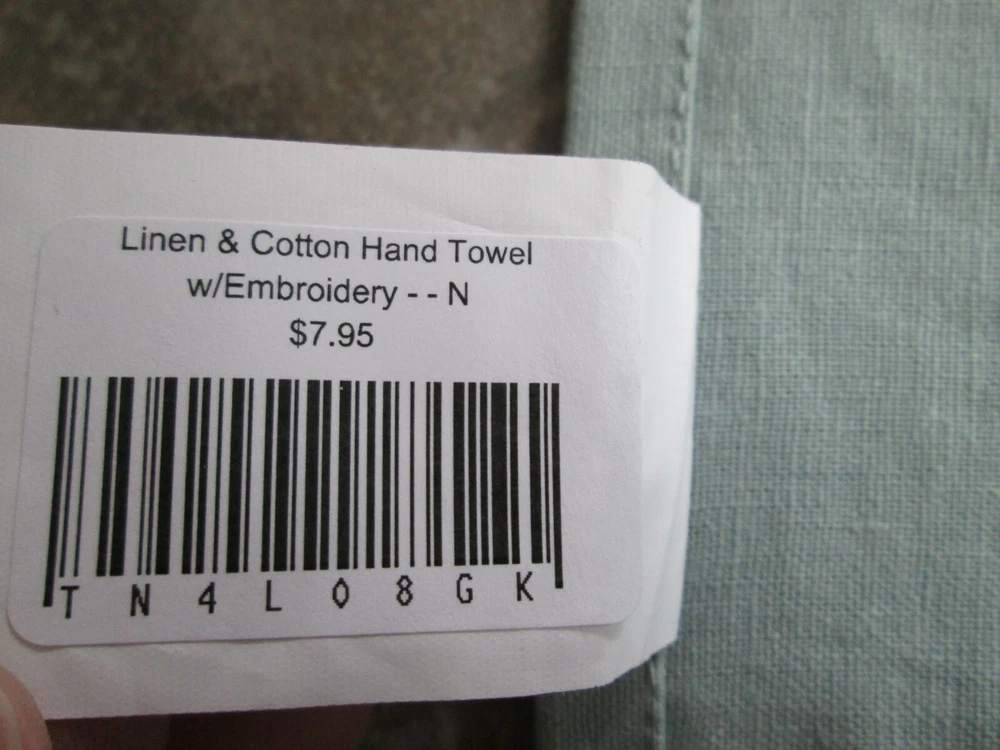 Linen & Cotton Hand Towel
w/Embroidery - - N
$7.95
T N 4 L 0 8 G K